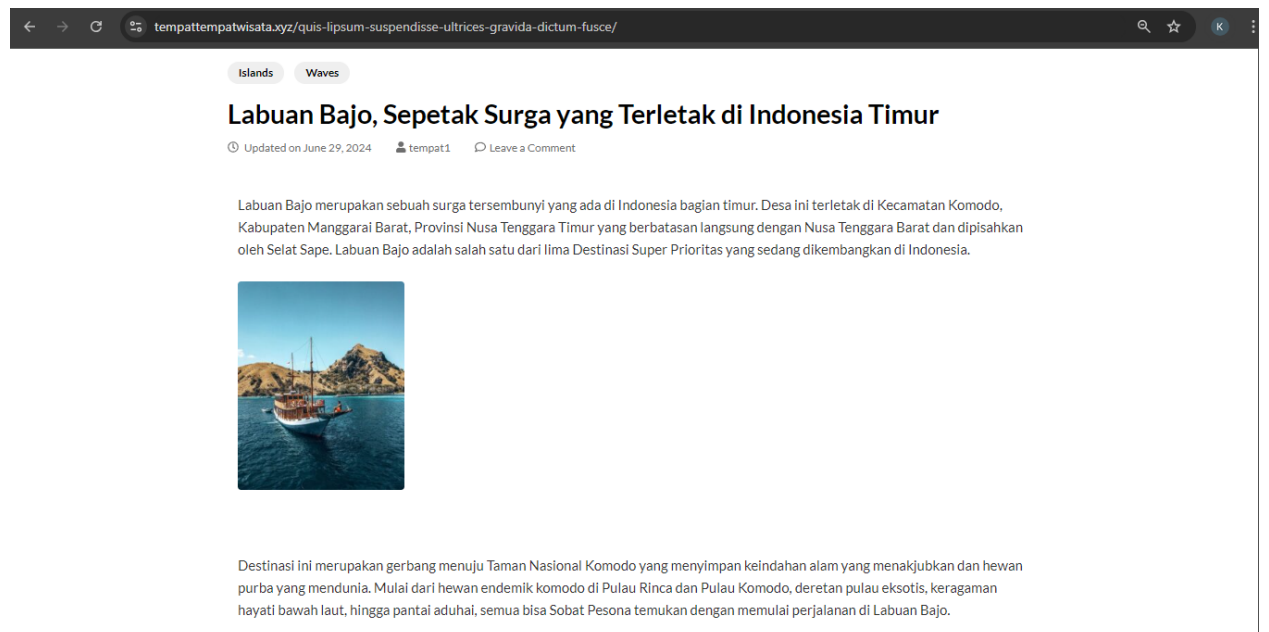 tempattempatwisata.xyz/quis-lipsum-suspendisse-ultrices-gravida-dictum-fusce/
K
Islands Waves
Labuan Bajo, Sepetak Surga yang Terletak di Indonesia Timur
Updated on June 29, 2024 tempat1 Leave a Comment
Labuan Bajo merupakan sebuah surga tersembunyi yang ada di Indonesia bagian timur. Desa ini terletak di Kecamatan Komodo,
Kabupaten Manggarai Barat, Provinsi Nusa Tenggara Timur yang berbatasan langsung dengan Nusa Tenggara Barat dan dipisahkan
oleh Selat Sape. Labuan Bajo adalah salah satu dari lima Destinasi Super Prioritas yang sedang dikembangkan di Indonesia.
Destinasi ini merupakan gerbang menuju Taman Nasional Komodo yang menyimpan keindahan alam yang menakjubkan dan hewan
purba yang mendunia. Mulai dari hewan endemik komodo di Pulau Rinca dan Pulau Komodo, deretan pulau eksotis, keragaman
hayati bawah laut, hingga pantai aduhai, semua bisa Sobat Pesona temukan dengan memulai perjalanan di Labuan Bajo.